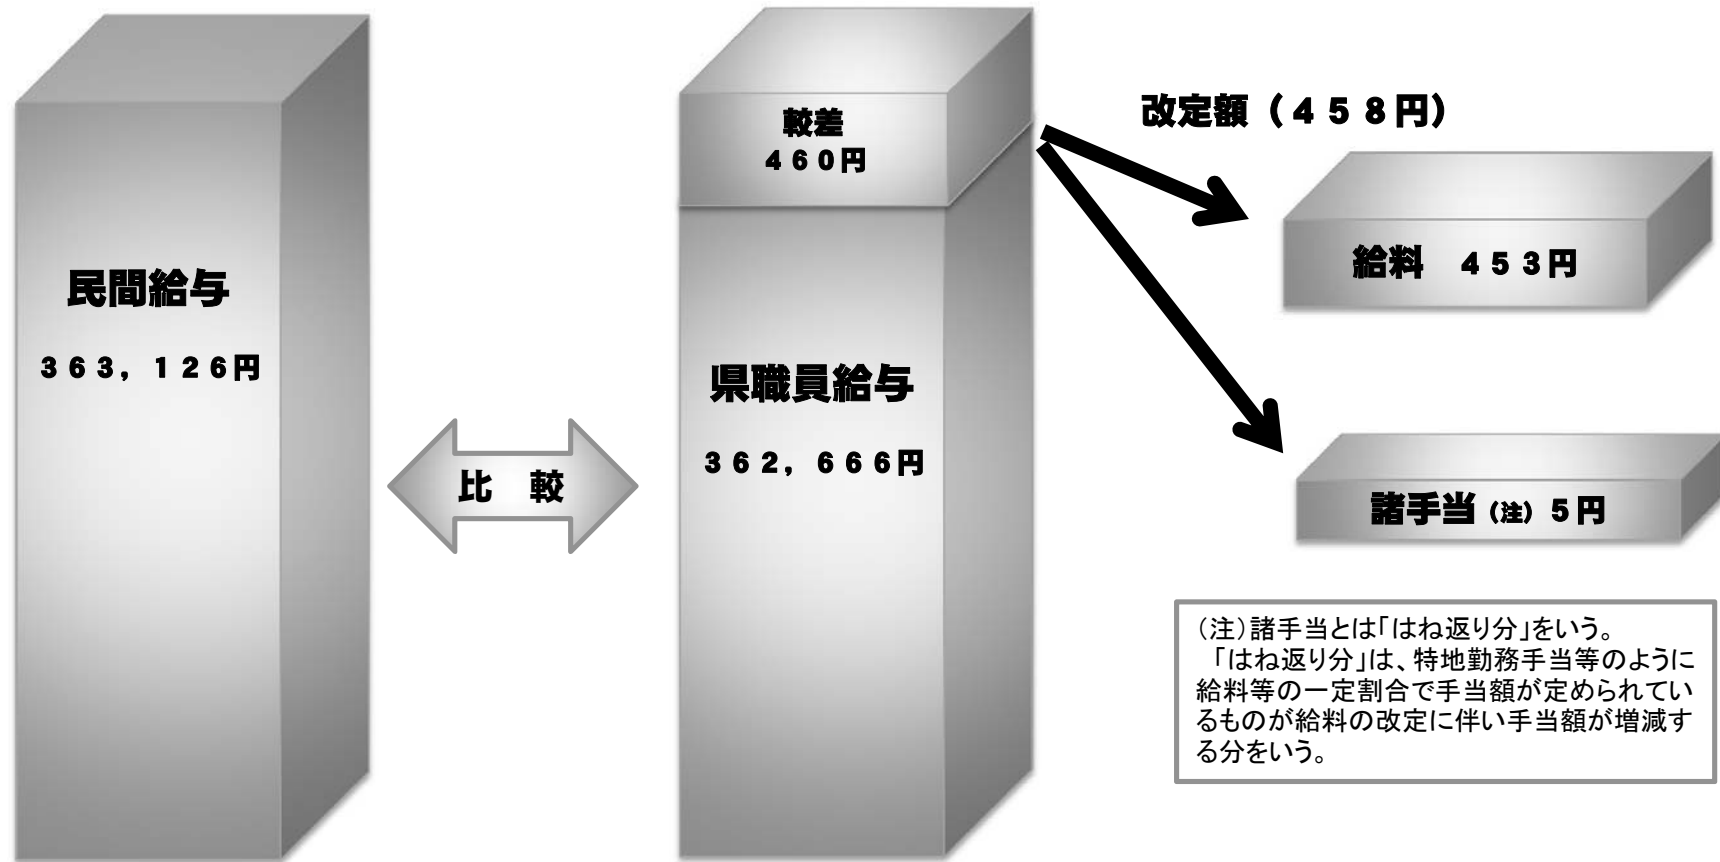 民間給与
３６３，１２６円
比　較
較差
４６０円
県職員給与
３６２，６６６円
改定額（４５８円）
給料　４５３円
諸手当（注）５円
（注）諸手当とは「はね返り分」をいう。
「はね返り分」は、特地勤務手当等のように
給料等の一定割合で手当額が定められてい
るものが給料の改定に伴い手当額が増減す
る分をいう。